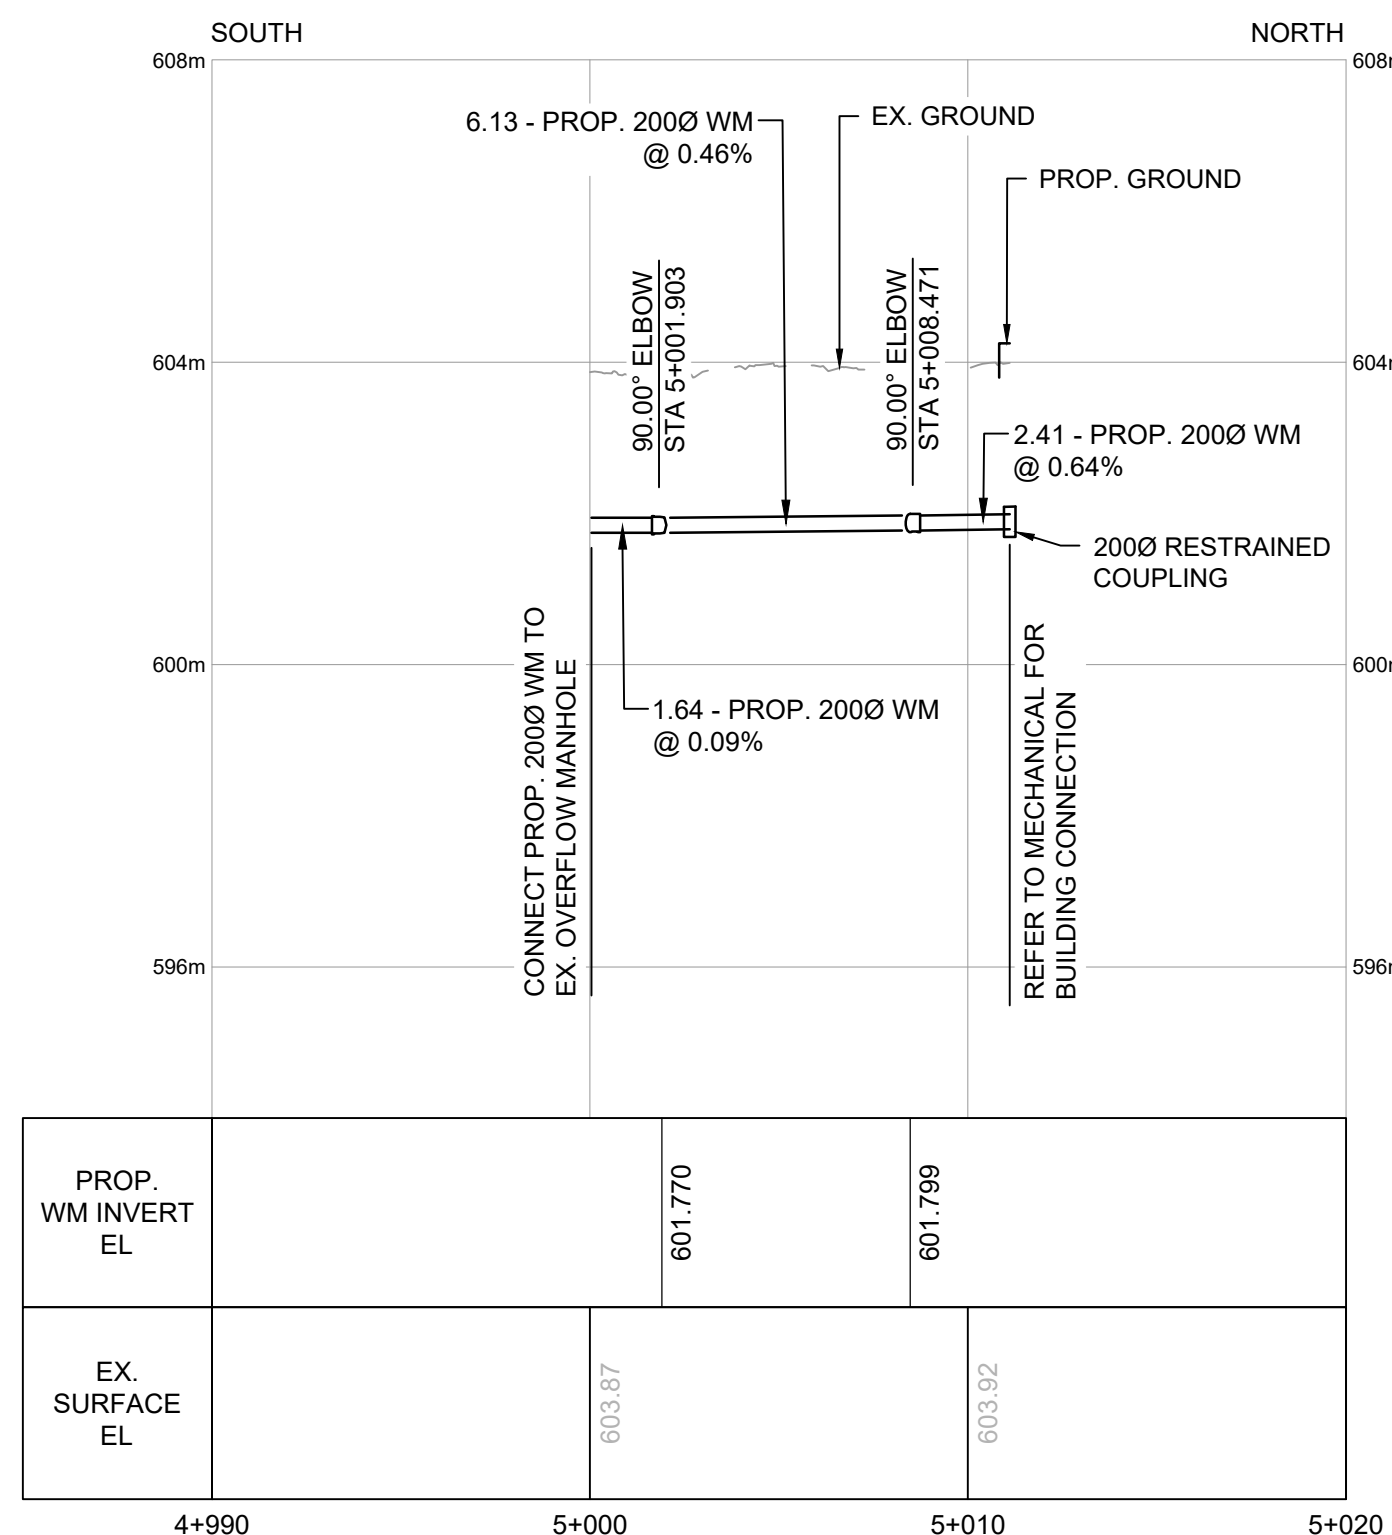 SOUTH
NORTH
608m
608m
6.13 - PROP. 200Ø WM
@ 0.46%
EX. GROUND
PROP. GROUND
90.00° ELBOW
STA 5+001.903
90.00° ELBOW
STA 5+008.471
604m
604m
2.41 - PROP. 200Ø WM
@ 0.64%
200Ø RESTRAINED
COUPLING
600m
600m
1.64 - PROP. 200Ø WM
@ 0.09%
CONNECT PROP. 200Ø WM TO
EX. OVERFLOW MANHOLE
REFER TO MECHANICAL FOR
BUILDING CONNECTION
596m
596m
PROP.
WM INVERT
EL
601.770
601.799
EX.
SURFACE
EL
603.87
603.92
4+990
5+000
5+010
5+020